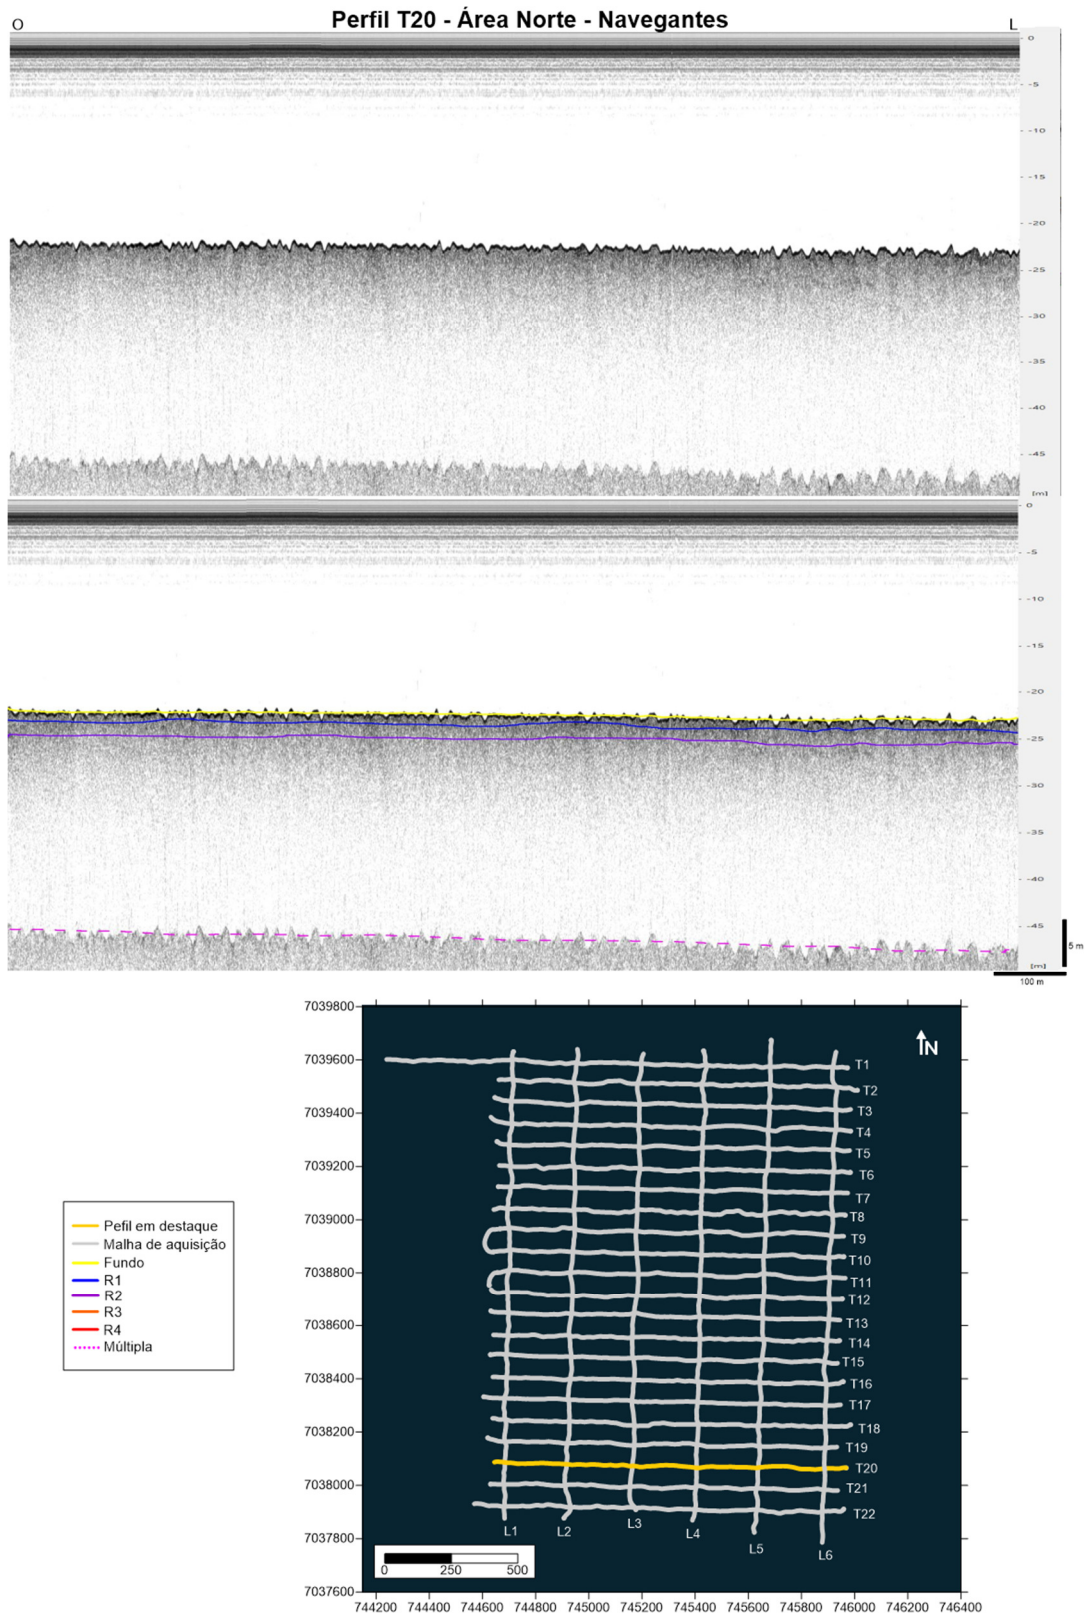 Perfil T20 - Área Norte - Navegantes
O
L
0
-5
-10
-15
-20
-25
-30
-35
-40
-45
[m]
0
-5
-10
-15
-20
-25
-30
-35
-40
-45
[m]
5 m
100 m
7039800
7039600
7039400
7039200
7039000
7038800
7038600
7038400
7038200
7038000
7037800
7037600
N
T1
T2
T3
T4
T5
T6
T7
T8
T9
T10
T11
T12
T13
T14
T15
T16
T17
T18
T19
T20
T21
T22
L1
L2
L3
L4
L5
L6
0 250 500
744200 744400 744600 744800 745000 745200 745400 745600 745800 746000 746200 746400
Pefil em destaque
Malha de aquisição
Fundo
R1
R2
R3
R4
Múltipla